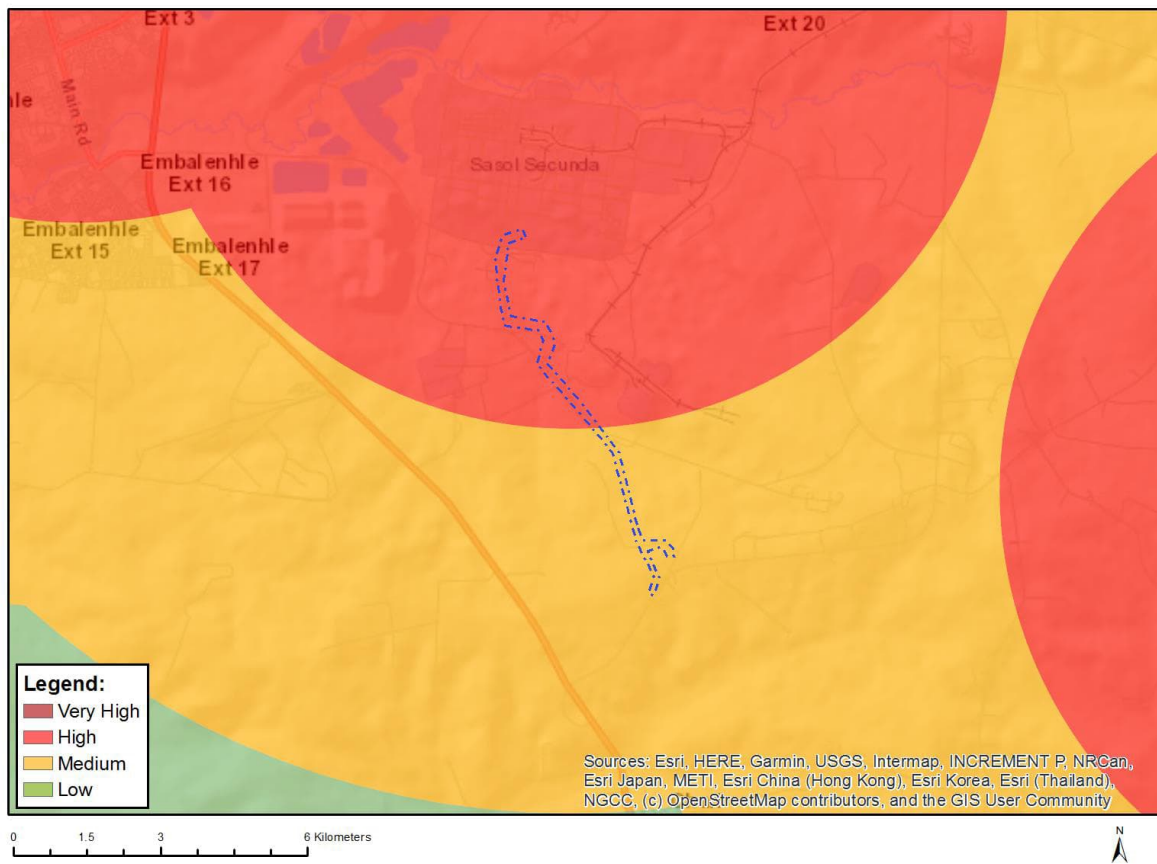 Ext 3
Ext 20
Main Rd
Sasol Secunda
Embalenhle
Ext 16
Embalenhle
Ext 15
Embalenhle
Ext 17
Legend:
Very High
High
Medium
Low
Sources: Esri, HERE, Garmin, USGS, Intermap, INCREMENT P, NRCan,
Esri Japan, METI, Esri China (Hong Kong), Esri Korea, Esri (Thailand),
NGCC, (c) OpenStreetMap contributors, and the GIS User Community
0 1.5 3 6 Kilometers
N